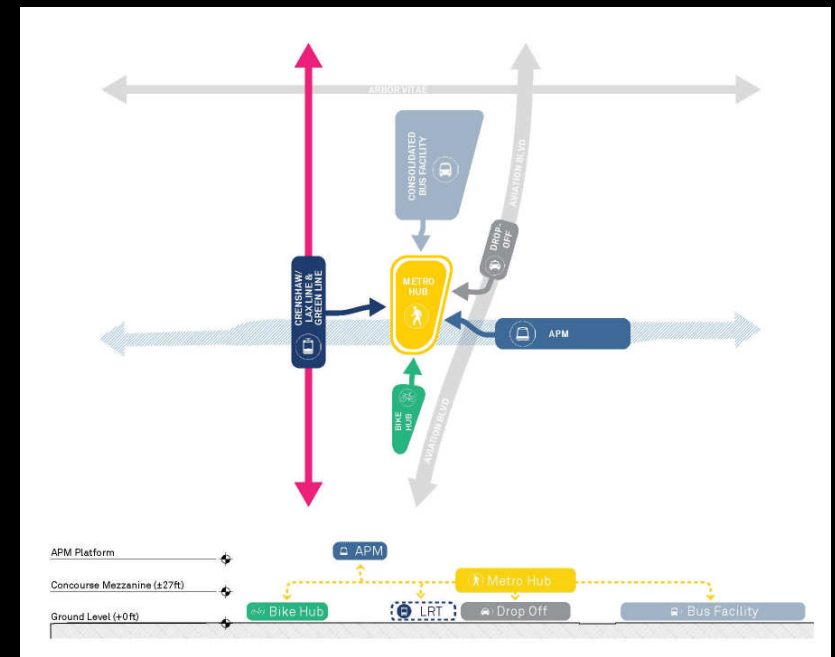 ARBOR VITAE
CONSOLIDATED
BUS FACILITY
AVIATION BLVD
DROP-
OFF
METRO
HUB
CRENSHAW/
LAX LINE &
GREEN LINE
APM
BIKE
HUB
AVIATION BLVD
APM Platform
APM
Concourse Mezzanine (±27ft)
Metro Hub
Ground Level (+0ft)
Bike Hub
LRT
Drop Off
Bus Facility